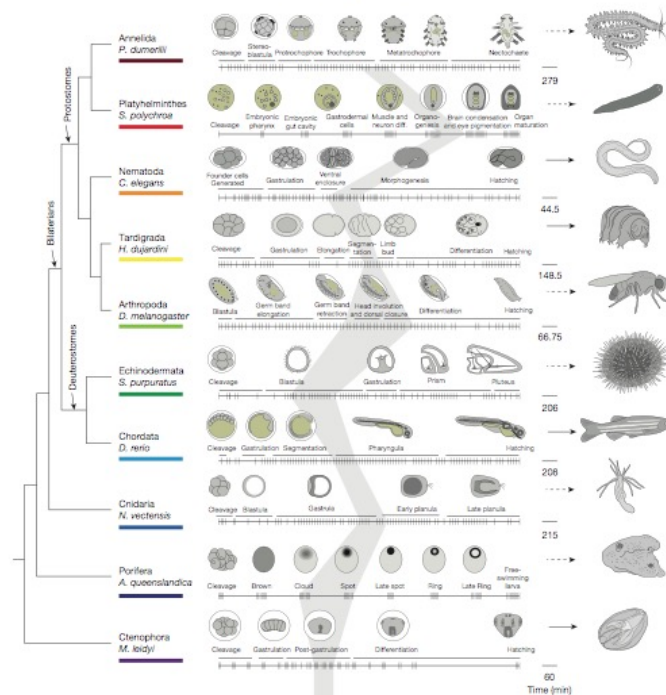 Annelida
P. dumerilii
Cleavage
Stereo-
blastula
Protrochophore
Trochophore
Metatrochophore
Nectochaete
279
Protostomes
Platyhelminthes
S. polychroa
Cleavage
Embryonic
pharynx
Embryonic
gut cavity
Gastrodermal
cells
Muscle and
neuron diff.
Organo-
genesis
Brain condensation
and eye pigmentation
Organ
maturation
Nematoda
C. elegans
Founder cells
Generated
Gastrulation
Ventral
enclosure
Morphogenesis
Hatching
44.5
Bilaterians
Tardigrada
H. dujardini
Cleavage
Gastrulation
Elongation
Segmen-
tation
Limb
bud
Differentiation
Hatching
148.5
Arthropoda
D. melanogaster
Blastula
Germ band
elongation
Germ band
retraction
Head involution
and dorsal closure
Differentiation
Hatching
66.75
Deuterostomes
Echinodermata
S. purpuratus
Cleavage
Blastula
Gastrulation
Prism
Pluteus
206
Chordata
D. rerio
Cleavage
Gastrulation
Segmentation
Pharyngula
Hatching
208
Cnidaria
N. vectensis
Cleavage
Blastula
Gastrula
Early planula
Late planula
215
Porifera
A. queenslandica
Cleavage
Brown
Cloud
Spot
Late spot
Ring
Late Ring
Free-
swimming
larva
Ctenophora
M. leidyi
Cleavage
Gastrulation
Post-gastrulation
Differentiation
Hatching
60
Time (min)